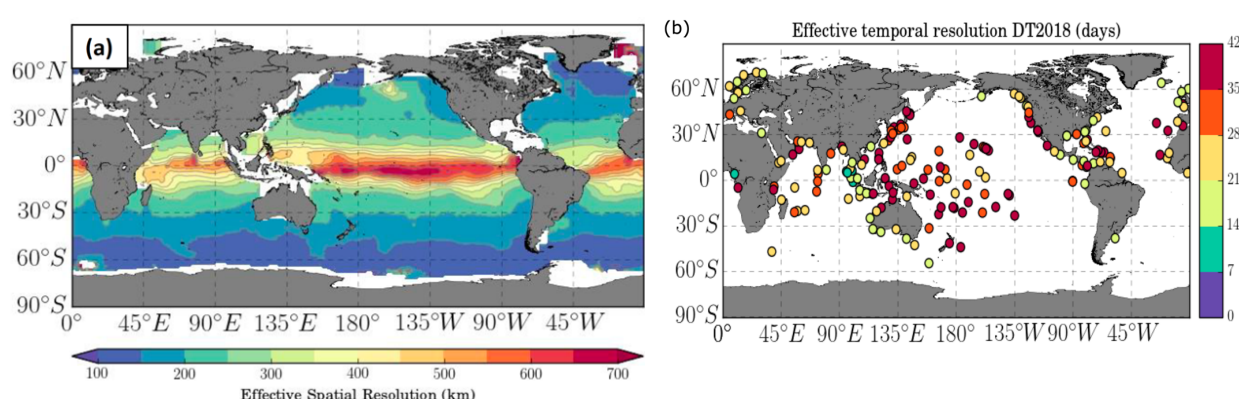 (a)
60°N
30°N
0°
30°S
60°S
90°S
0° 45°E 90°E 135°E 180° 135°W 90°W 45°W
100 200 300 400 500 600 700
Effective Spatial Resolution (km)
(b)
Effective temporal resolution DT2018 (days)
60°N
30°N
0°
30°S
60°S
90°S
0° 45°E 90°E 135°E 180° 135°W 90°W 45°W
42
35
28
21
14
7
0